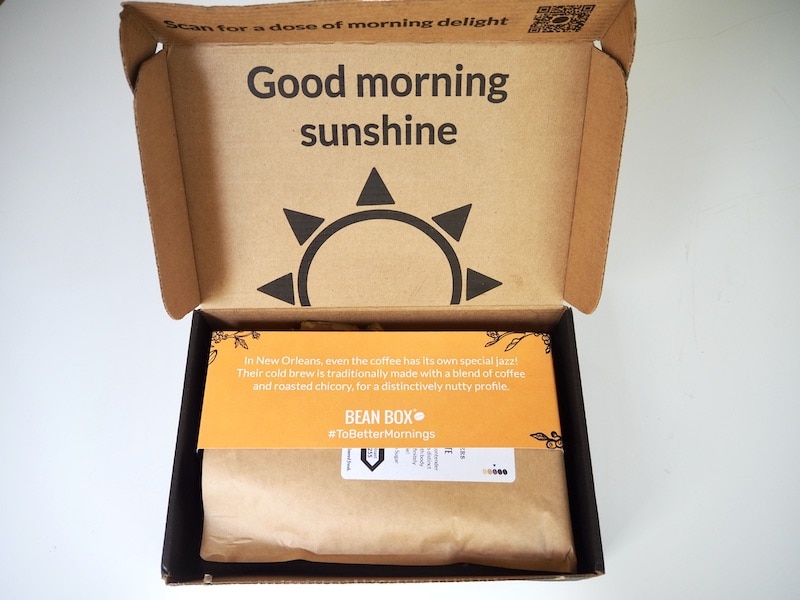 Scan for a dose of morning delight
Good morning
sunshine
In New Orleans, even the coffee has its own special jazz!
Their cold brew is traditionally made with a blend of coffee
and roasted chicory, for a distinctively nutty profile.
BEAN BOX
#ToBetterMornings